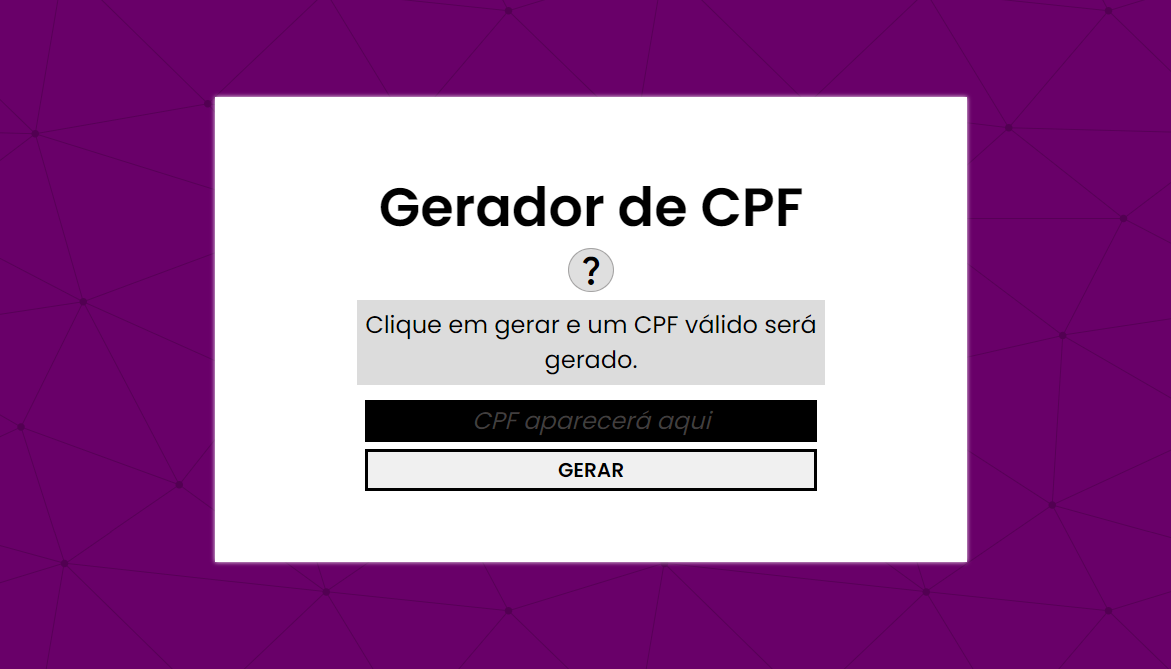 Gerador de CPF
?
Clique em gerar e um CPF válido será
gerado.
CPF aparecerá aqui
GERAR